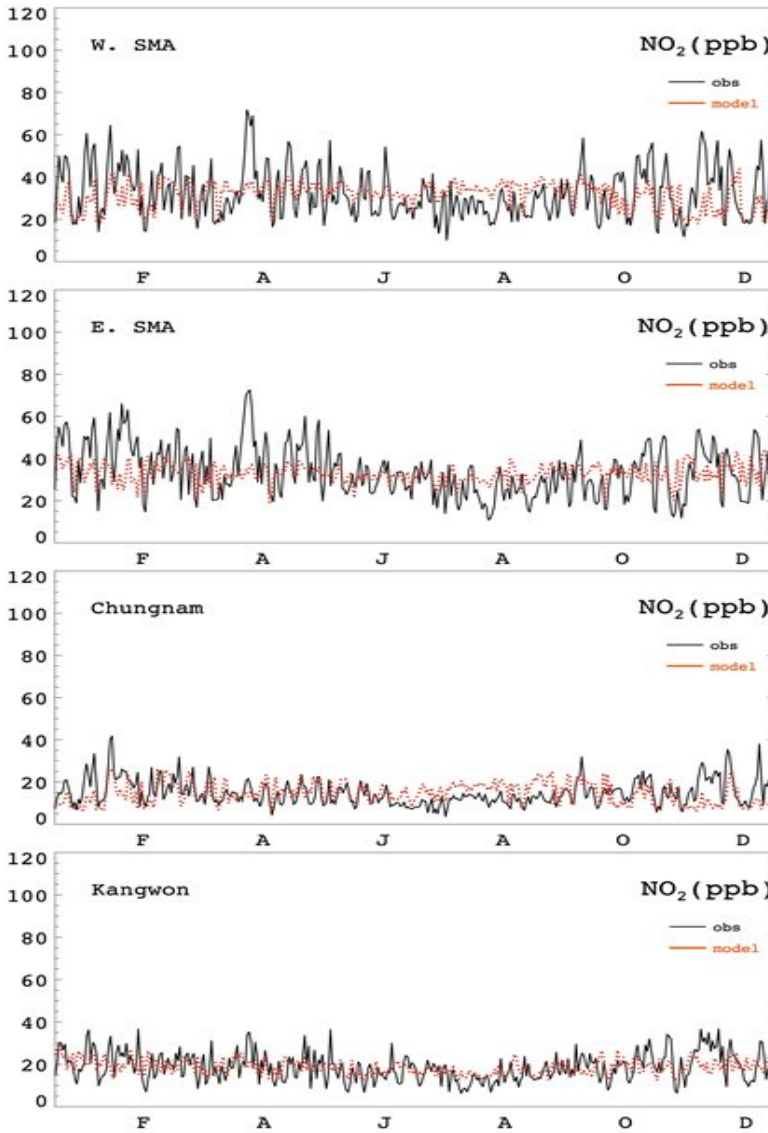 120
W. SMA NO₂(ppb)
100
obs
80
model
60
40
20
0
F A J A O D
120
E. SMA NO₂(ppb)
100
obs
80
model
60
40
20
0
F A J A O D
120
Chungnam NO₂(ppb)
100
obs
80
model
60
40
20
0
F A J A O D
120
Kangwon NO₂(ppb)
100
obs
80
model
60
40
20
0
F A J A O D